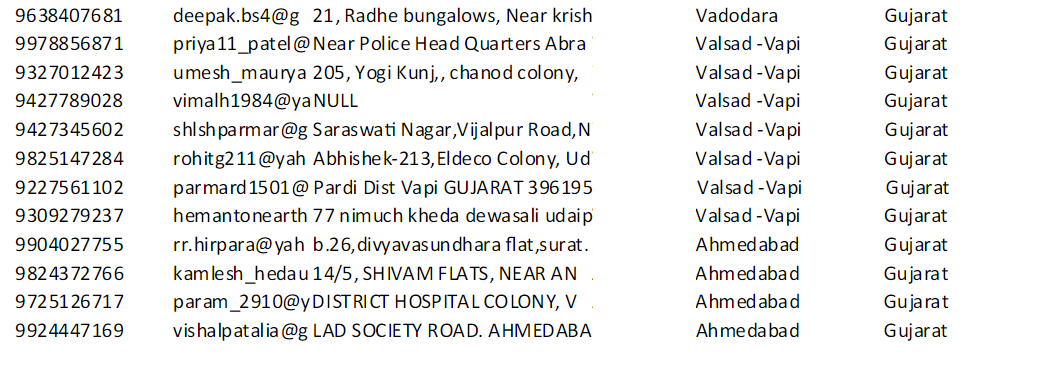 9638407681 deepak.bs4@g 21, Radhe bungalows, Near krish Vadodara Gujarat
9978856871 priya11_patel@ Near Police Head Quarters Abra Valsad -Vapi Gujarat
9327012423 umesh_maurya 205, Yogi Kunj,, chanod colony, Valsad -Vapi Gujarat
9427789028 vimalh1984@ya NULL Valsad -Vapi Gujarat
9427345602 shlshparmar@g Saraswati Nagar,Vijalpur Road,N Valsad -Vapi Gujarat
9825147284 rohitg211@yah Abhishek-213,Eldeco Colony, Ud Valsad -Vapi Gujarat
9227561102 parmard1501@ Pardi Dist Vapi GUJARAT 396195 Valsad -Vapi Gujarat
9309279237 hemantonearth 77 nimuch kheda dewasali udaip Valsad -Vapi Gujarat
9904027755 rr.hirpara@yah b.26,divyavasundhara flat,surat. Ahmedabad Gujarat
9824372766 kamlesh_hedau 14/5, SHIVAM FLATS, NEAR AN Ahmedabad Gujarat
9725126717 param_2910@y DISTRICT HOSPITAL COLONY, V Ahmedabad Gujarat
9924447169 vishalpatalia@g LAD SOCIETY ROAD. AHMEDABA Ahmedabad Gujarat